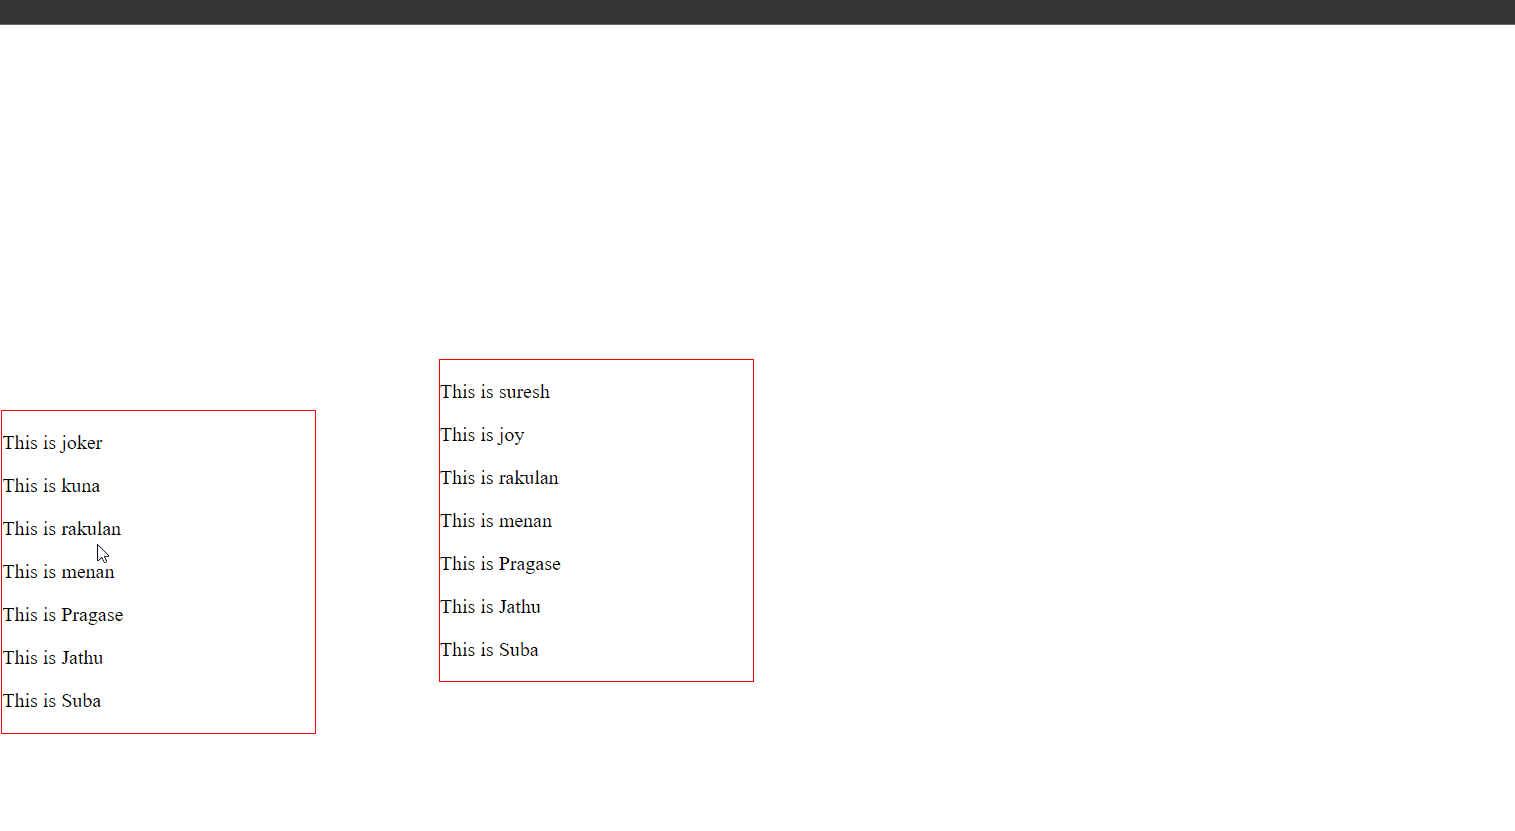 This is joker
This is kuna
This is rakulan
This is menan
This is Pragase
This is Jathu
This is Suba
This is suresh
This is joy
This is rakulan
This is menan
This is Pragase
This is Jathu
This is Suba